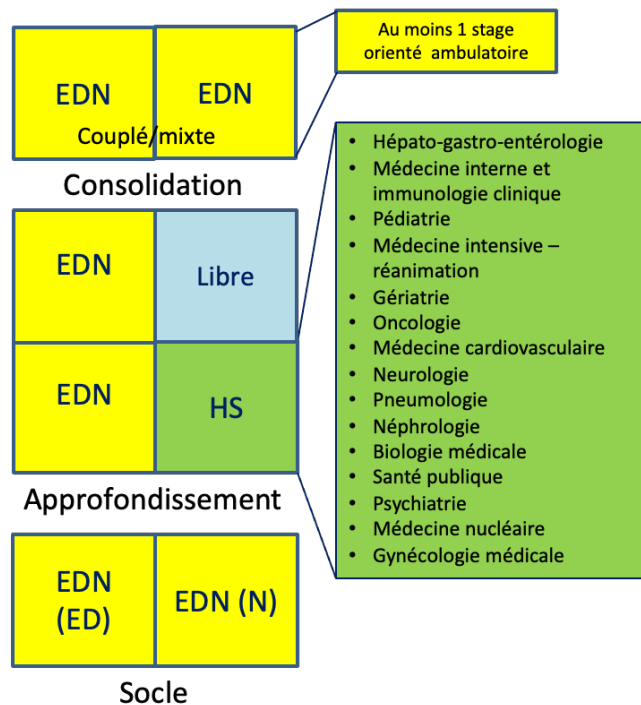 Au moins 1 stage
orienté ambulatoire
EDN
EDN
Couplé/mixte
Consolidation
EDN
Libre
EDN
HS
Approfondissement
• Hépato-gastro-entérologie
• Médecine interne et
immunologie clinique
• Pédiatrie
• Médecine intensive –
réanimation
• Gériatrie
• Oncologie
• Médecine cardiovasculaire
• Neurologie
• Pneumologie
• Néphrologie
• Biologie médicale
• Santé publique
• Psychiatrie
• Médecine nucléaire
• Gynécologie médicale
EDN
(ED)
EDN (N)
Socle